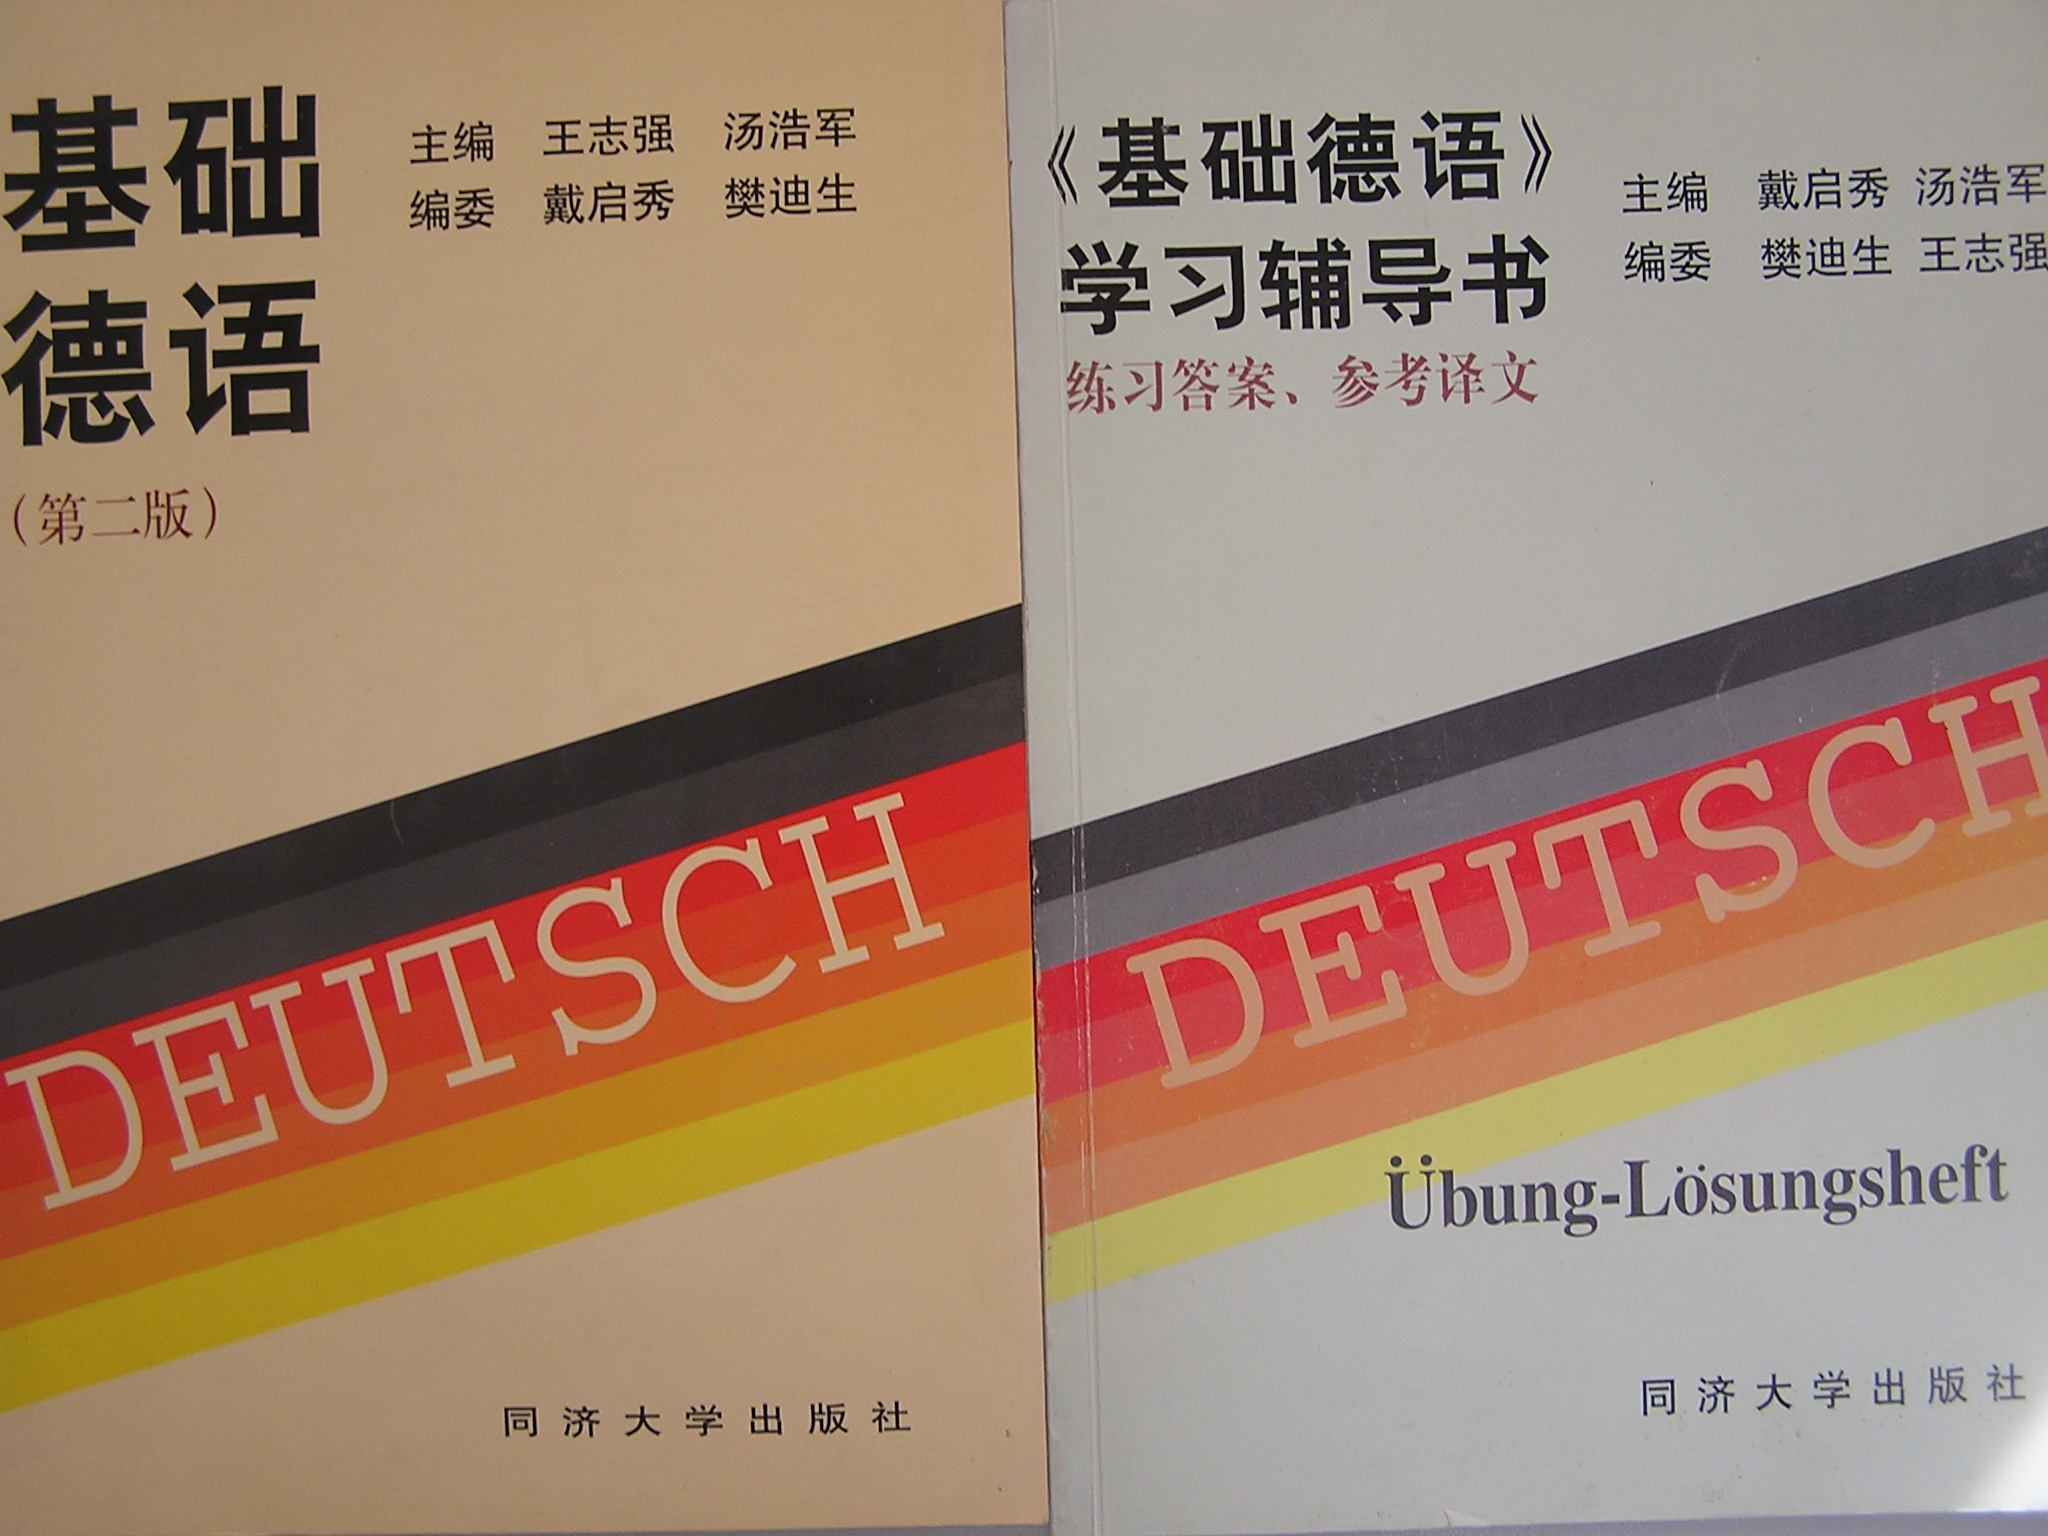 基础
德语
（第二版）
主编 王志强 汤浩军
编委 戴启秀 樊迪生
DEUTSCH
同济大学出版社
《基础德语》
学习辅导书
练习答案、参考译文
主编 戴启秀 汤浩军
编委 樊迪生 王志强
DEUTSCH
Übung-Lösungsheft
同济大学出版社